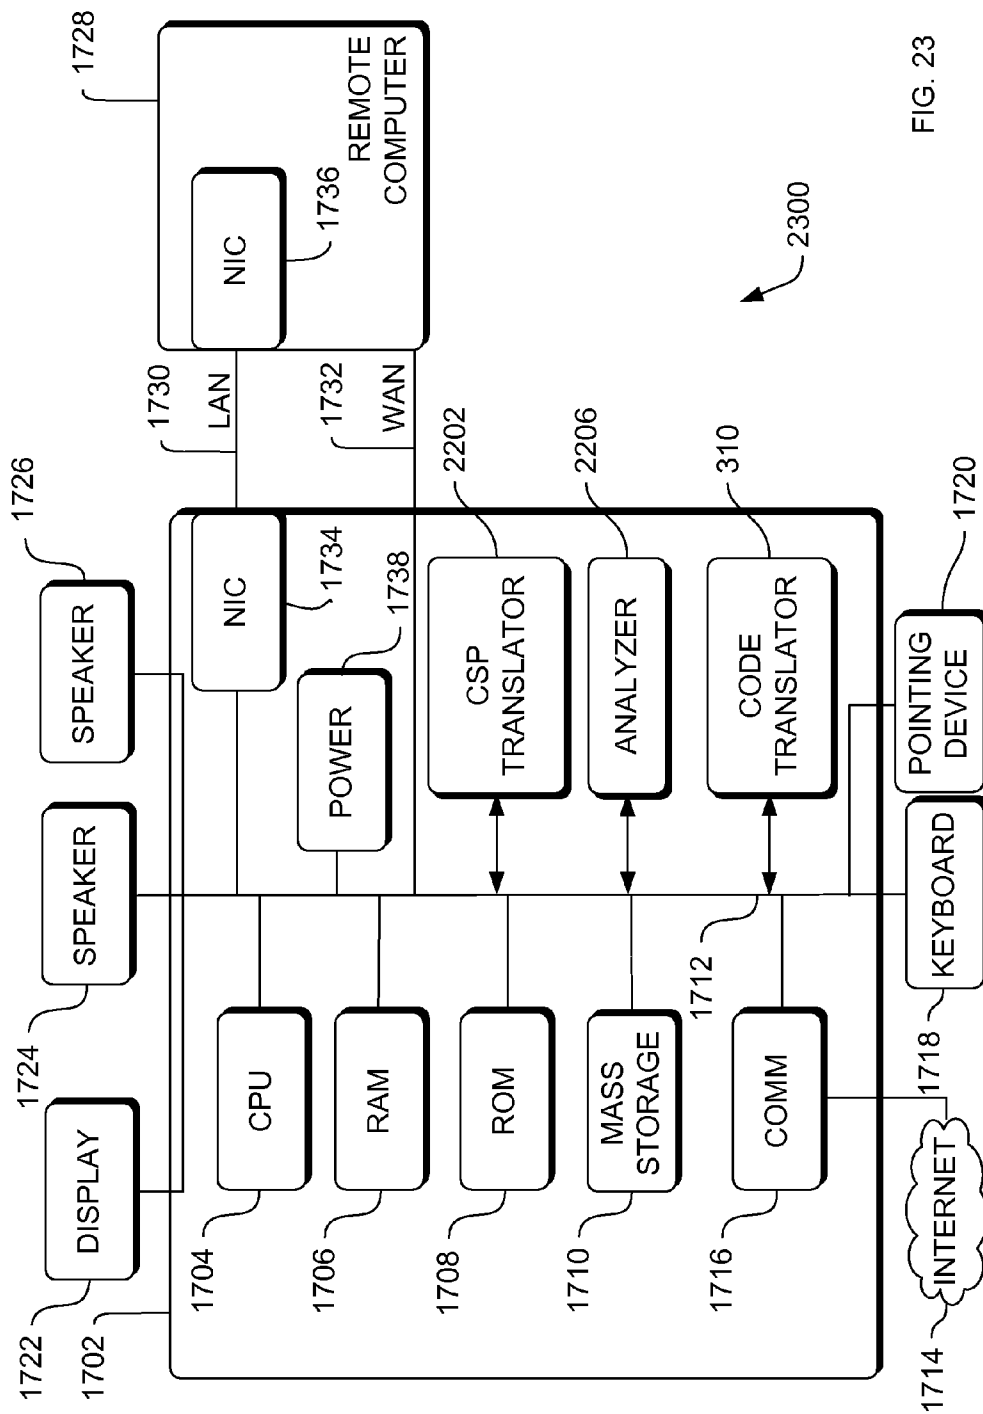 1722
DISPLAY
1724
SPEAKER
SPEAKER
1726
1702
1728
1704
CPU
NIC
1734
1730
LAN
NIC
1736
REMOTE
COMPUTER
1706
RAM
POWER
1738
1732
WAN
1708
ROM
CSP
TRANSLATOR
2202
1710
MASS
STORAGE
ANALYZER
2206
1712
1716
COMM
CODE
TRANSLATOR
310
2300
1714
INTERNET
1718
KEYBOARD
POINTING
DEVICE
1720
FIG. 23